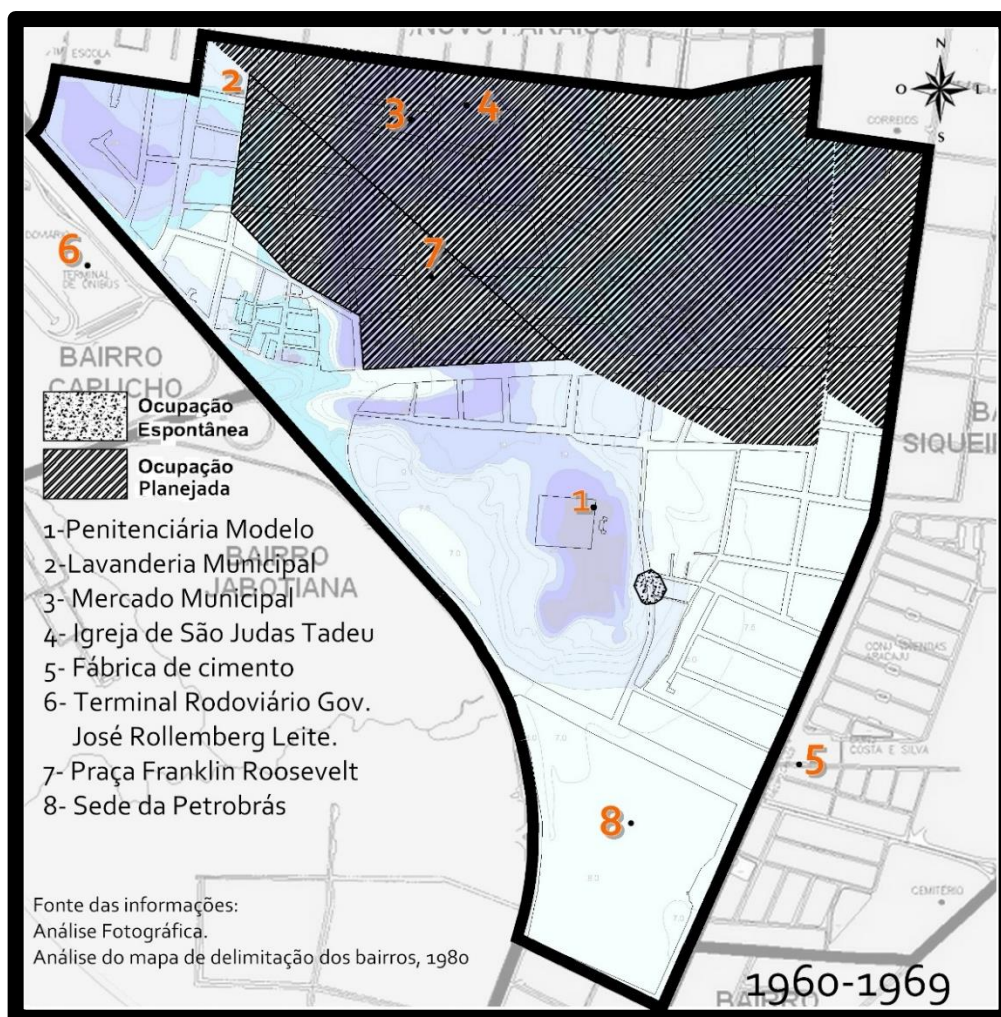 NOVO PARAISO
ESCOLA
N
O
L
S
CORREIOS
2
3
4
6
7
TERMINAL
DE ÔNIBUS
BAIRRO
CAPUCHO
Ocupação
Espontânea
Ocupação
Planejada
SIQUEI
1
1-Penitenciária Modelo
2-Lavanderia Municipal
3- Mercado Municipal
4- Igreja de São Judas Tadeu
5- Fábrica de cimento
6- Terminal Rodoviário Gov.
José Rollemberg Leite.
7- Praça Franklin Roosevelt
8- Sede da Petrobrás
BAIRRO
JABOTIANA
ARACAJU
COSTA E SILVA
5
8
CEMITÉRIO
Fonte das informações:
Análise Fotográfica.
Análise do mapa de delimitação dos bairros, 1980
1960-1969
BAIRRO